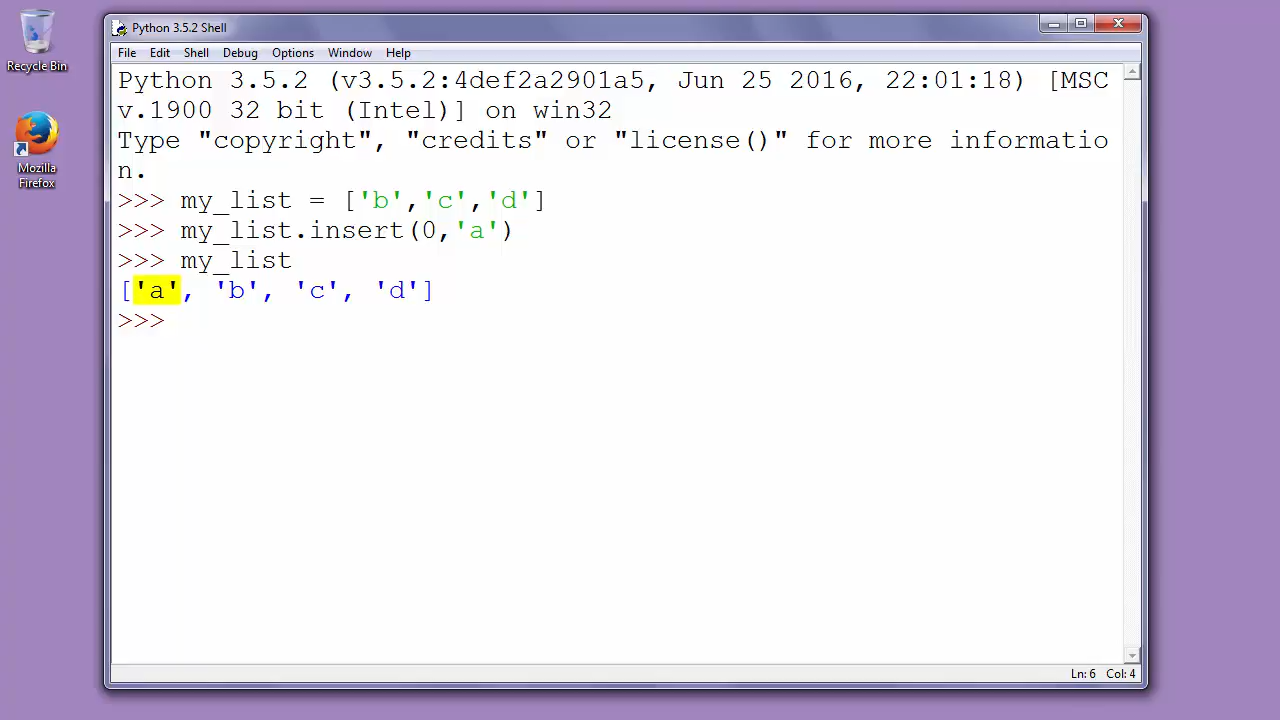 Recycle Bin
Mozilla
Firefox
Python 3.5.2 Shell
File Edit Shell Debug Options Window Help
Python 3.5.2 (v3.5.2:4def2a2901a5, Jun 25 2016, 22:01:18) [MSC
v.1900 32 bit (Intel)] on win32
Type "copyright", "credits" or "license()" for more informatio
n.
>>> my_list = ['b','c','d']
>>> my_list.insert(0,'a')
>>> my_list
['a', 'b', 'c', 'd']
>>>
Ln: 6 Col: 4